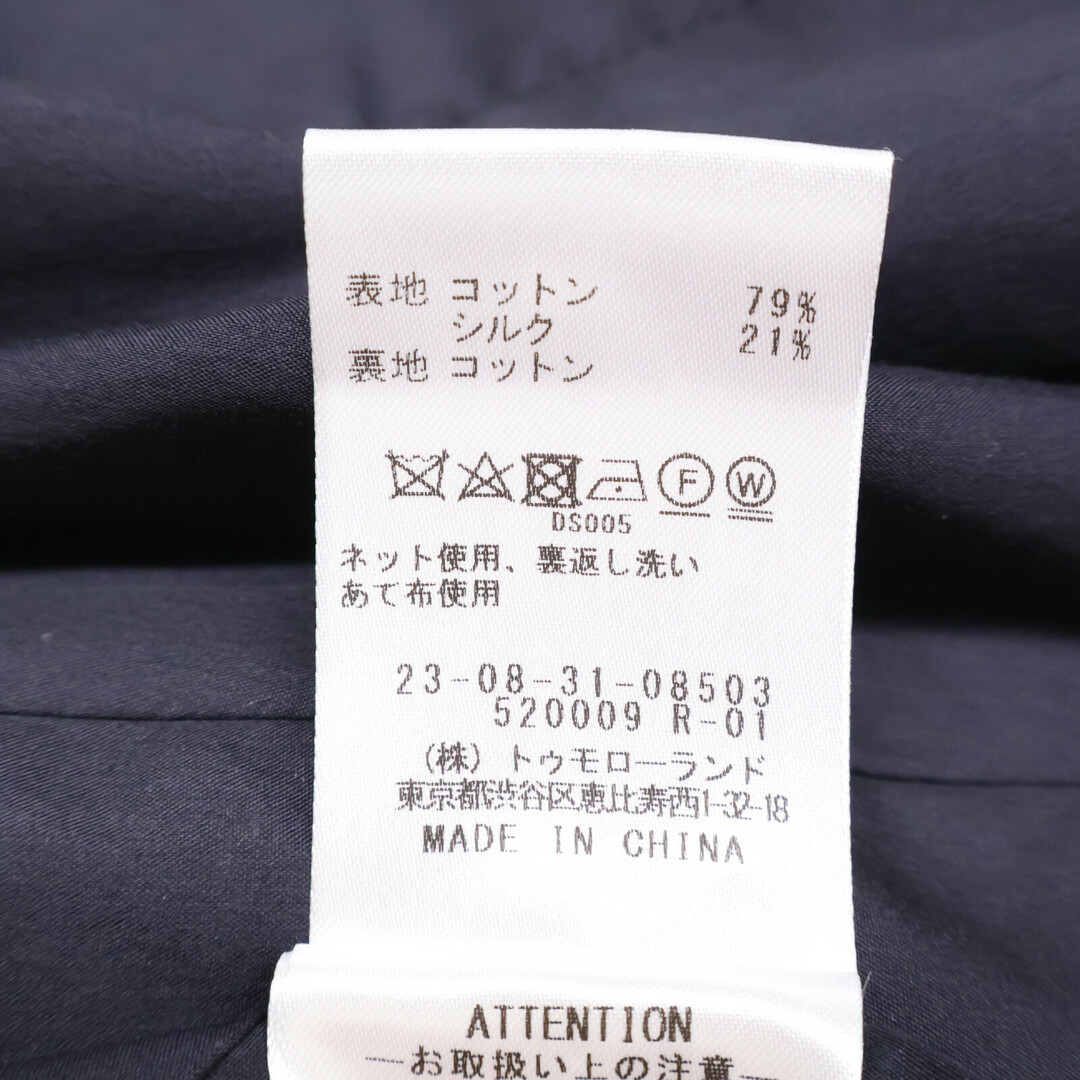 表地 コットン 79%
シルク 21%
裏地 コットン
F W
DS005
ネット使用、裏返し洗い
あて布使用
23-08-31-08503
520009 R-01
(株) トゥモローランド
東京都渋谷区恵比寿西1-32-18
MADE IN CHINA
ATTENTION
—お取扱い上の注意—